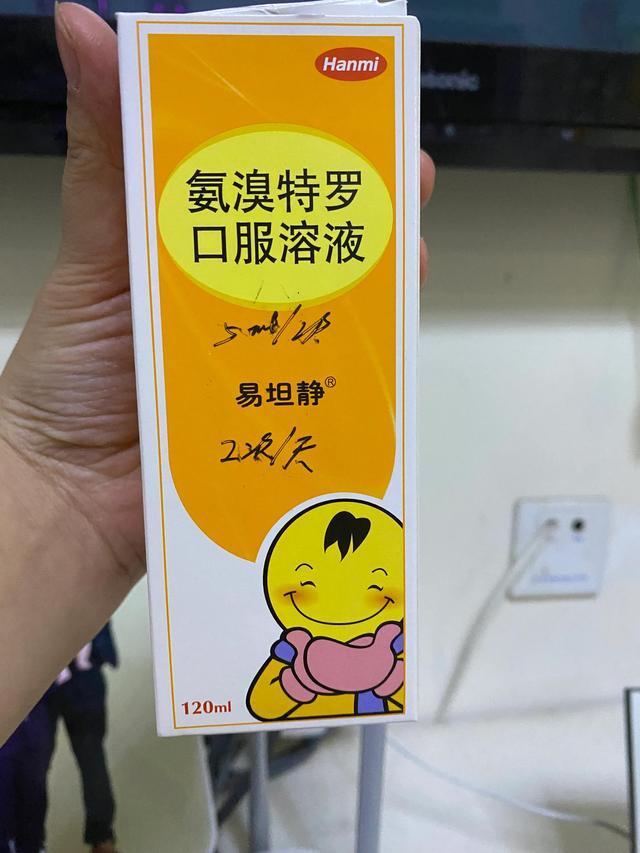 Hanmi
氨溴特罗
口服溶液
5ml/次
易坦静®
2次/天
120ml